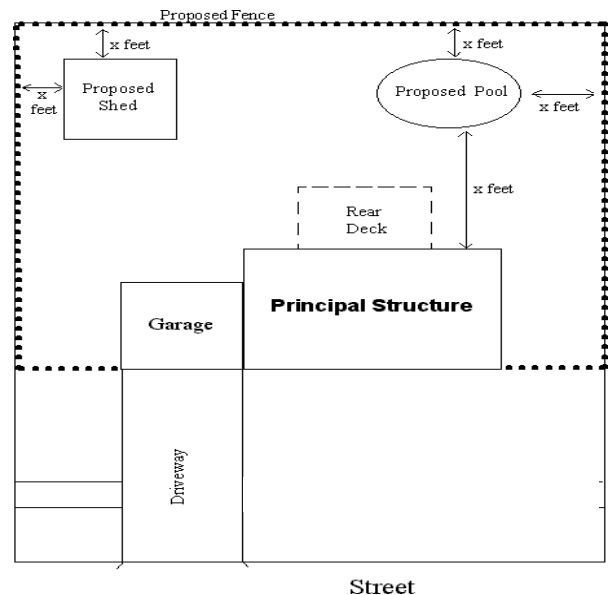 Proposed Fence
x feet
x feet
Proposed
Shed
x
feet
Proposed Pool
x feet
x feet
Rear
Deck
Garage
Principal Structure
Driveway
Street